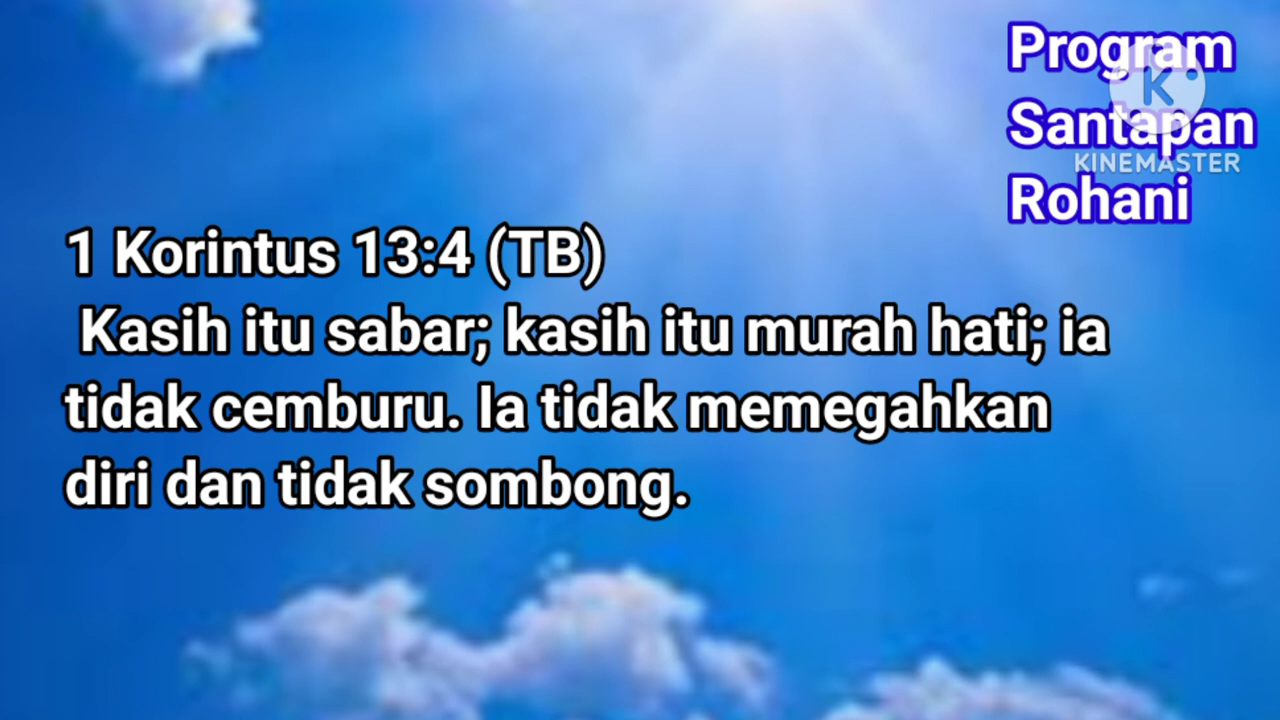 Program
Santapan
KINEMASTER
Rohani
1 Korintus 13:4 (TB)
Kasih itu sabar; kasih itu murah hati; ia
tidak cemburu. Ia tidak memegahkan
diri dan tidak sombong.